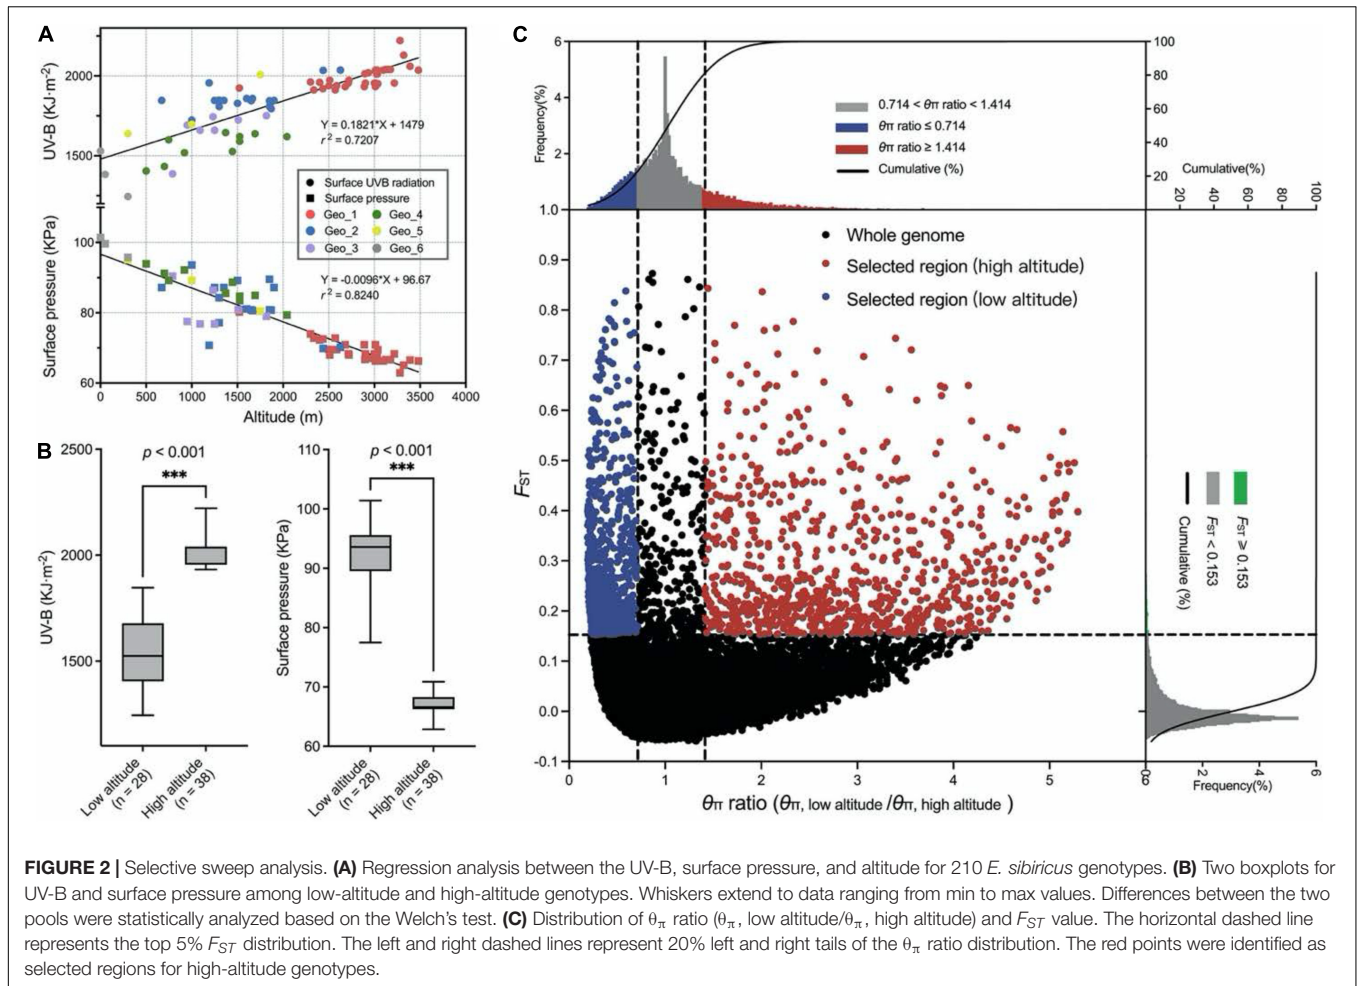 A
UV-B (KJ·m⁻²)
2000
1500
Y = 0.1821*X + 1479
r² = 0.7207
Surface UVB radiation
Surface pressure
Geo_1 Geo_4
Geo_2 Geo_5
Geo_3 Geo_6
Surface pressure (KPa)
100
80
60
Y = -0.0096*X + 96.67
r² = 0.8240
0 500 1000 1500 2000 2500 3000 3500 4000
Altitude (m)
B
UV-B (KJ·m⁻²)
2500
2000
1500
p < 0.001
***
Low altitude
(n = 28)
High altitude
(n = 38)
Surface pressure (KPa)
110
100
90
80
70
60
p < 0.001
***
Low altitude
(n = 28)
High altitude
(n = 38)
C
Frequency(%)
6
4
2
0.714 < θπ ratio < 1.414
θπ ratio ≤ 0.714
θπ ratio ≥ 1.414
Cumulative (%)
100
80
60
40
20
Cumulative(%)
20 40 60 80 100
Whole genome
Selected region (high altitude)
Selected region (low altitude)
FST
1.0
0.9
0.8
0.7
0.6
0.5
0.4
0.3
0.2
0.1
0.0
-0.1
0 1 2 3 4 5
θπ ratio (θπ, low altitude /θπ, high altitude )
Cumulative (%)
FST < 0.153
FST ≥ 0.153
2 4 6
Frequency(%)
FIGURE 2 | Selective sweep analysis. (A) Regression analysis between the UV-B, surface pressure, and altitude for 210 E. sibiricus genotypes. (B) Two boxplots for
UV-B and surface pressure among low-altitude and high-altitude genotypes. Whiskers extend to data ranging from min to max values. Differences between the two
pools were statistically analyzed based on the Welch's test. (C) Distribution of θπ ratio (θπ, low altitude/θπ, high altitude) and FST value. The horizontal dashed line
represents the top 5% FST distribution. The left and right dashed lines represent 20% left and right tails of the θπ ratio distribution. The red points were identified as
selected regions for high-altitude genotypes.